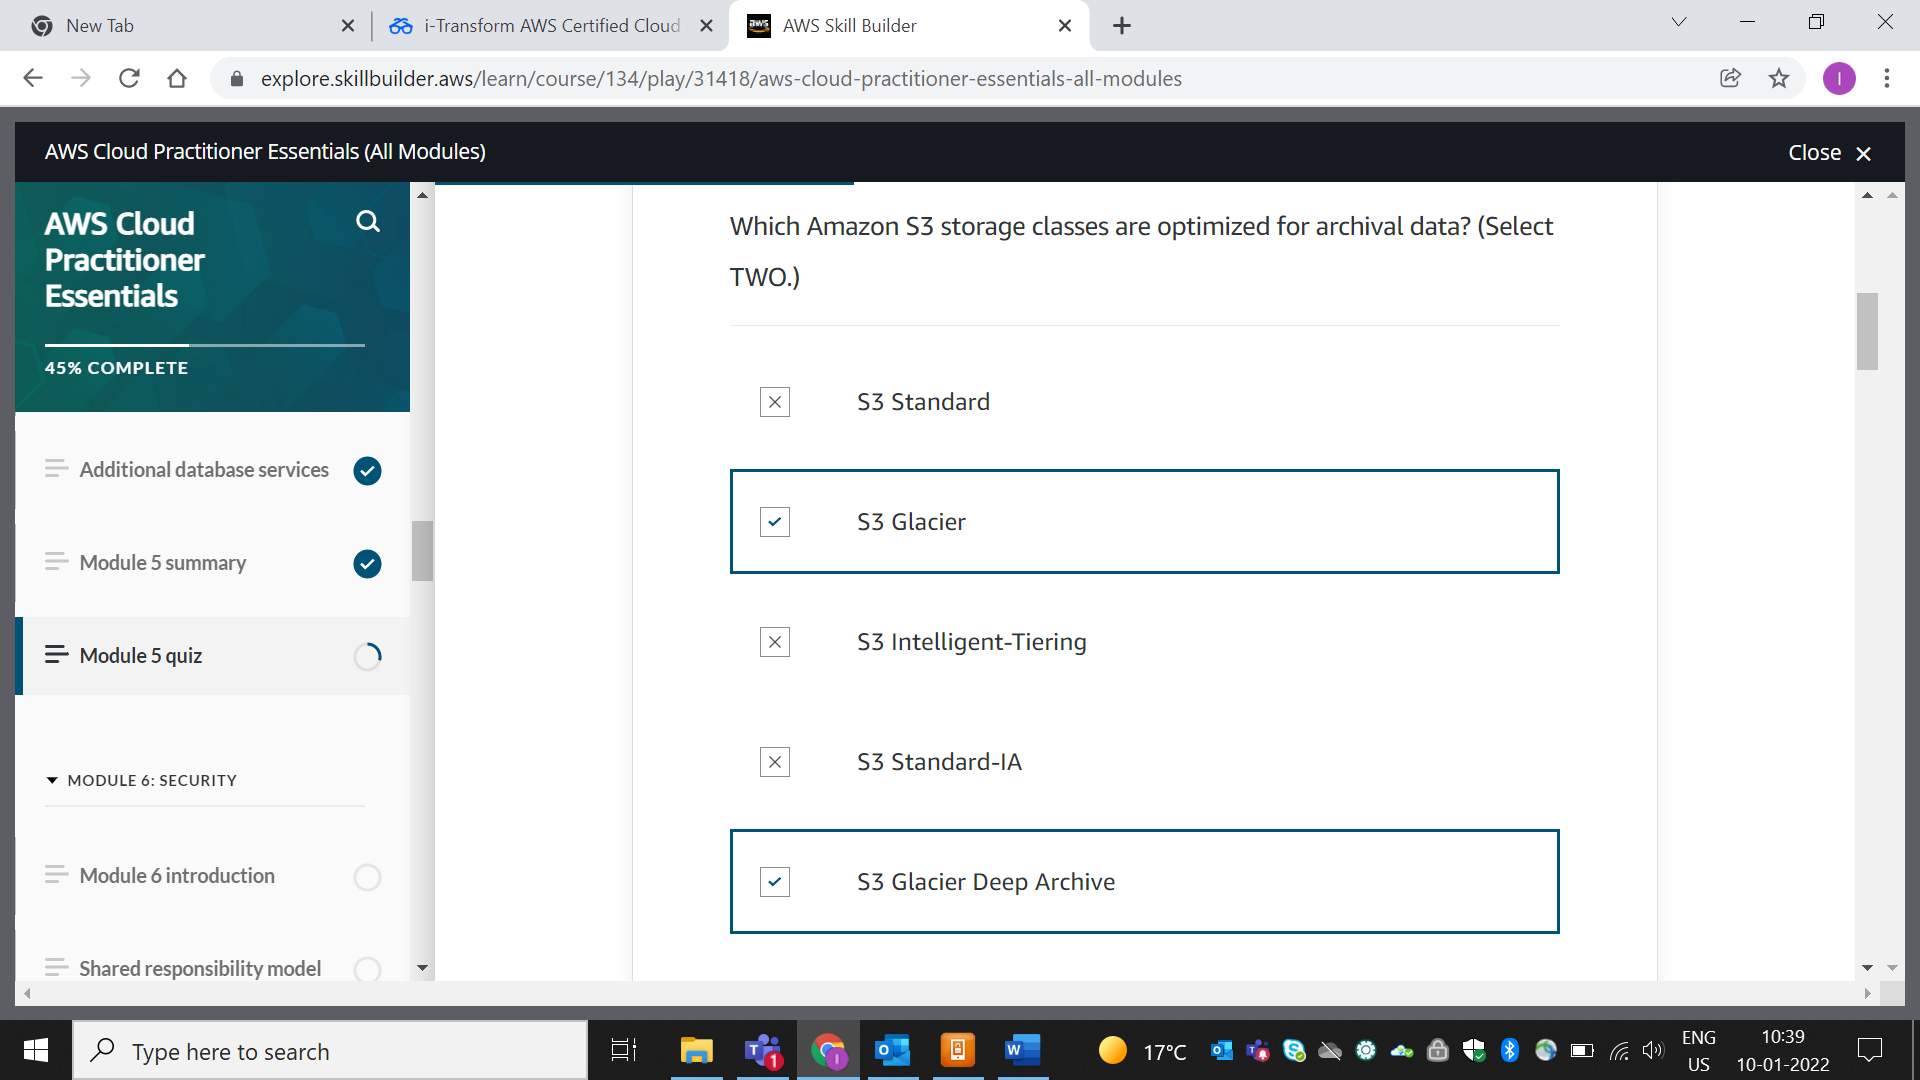 New Tab
i-Transform AWS Certified Cloud
aws
AWS Skill Builder
explore.skillbuilder.aws/learn/course/134/play/31418/aws-cloud-practitioner-essentials-all-modules
I
AWS Cloud Practitioner Essentials (All Modules)
Close
AWS Cloud
Practitioner
Essentials
45% COMPLETE
Additional database services
Module 5 summary
Module 5 quiz
MODULE 6: SECURITY
Module 6 introduction
Shared responsibility model
Which Amazon S3 storage classes are optimized for archival data? (Select
TWO.)
S3 Standard
S3 Glacier
S3 Intelligent-Tiering
S3 Standard-IA
S3 Glacier Deep Archive
Type here to search
17°C
ENG
US
10:39
10-01-2022